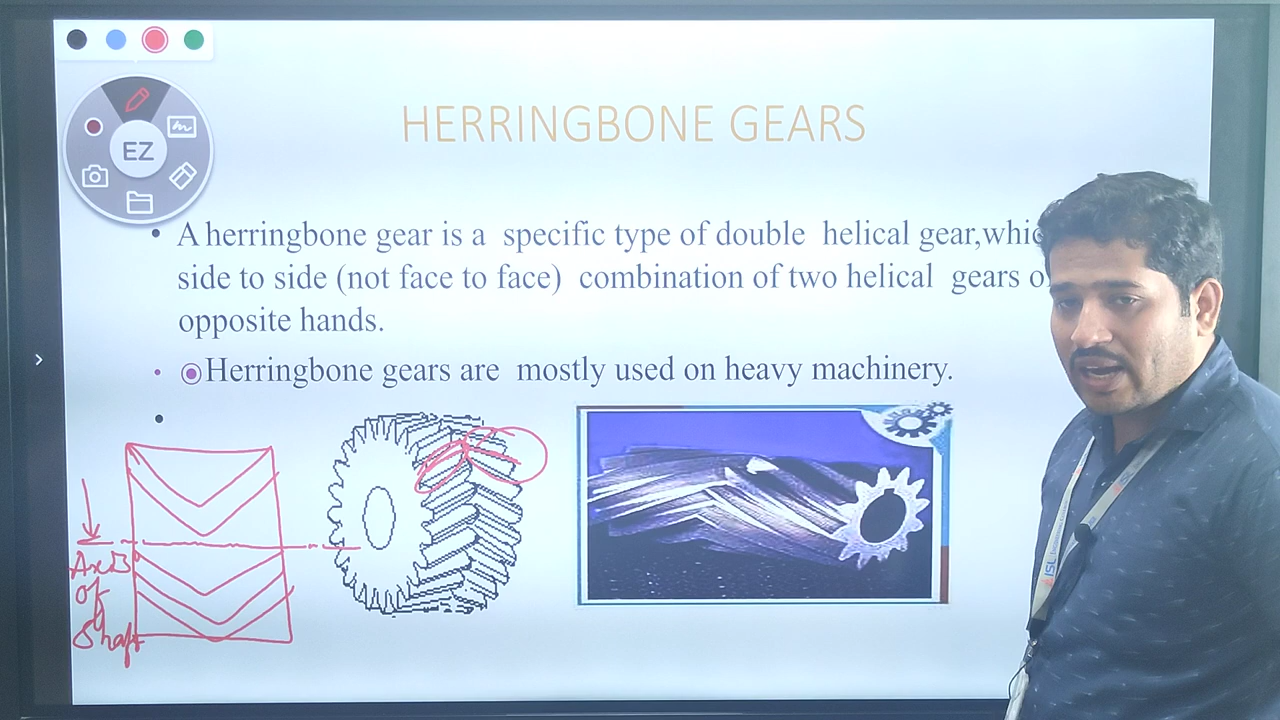 EZ
HERRINGBONE GEARS
• A herringbone gear is a specific type of double helical gear,whic
side to side (not face to face) combination of two helical gears o
opposite hands.
• Herringbone gears are mostly used on heavy machinery.
•
Axis
of
Shaft